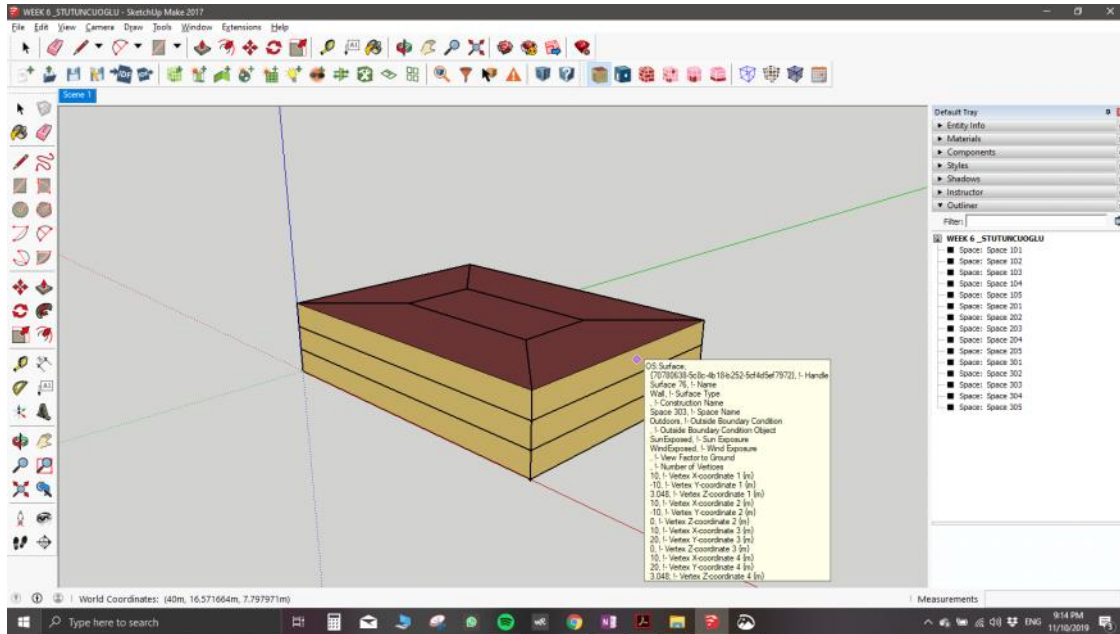 WEEK 6 _STUTUNCUOGLU - SketchUp Make 2017
File Edit View Camera Draw Tools Window Extensions Help
Scene 1
Default Tray
Entity Info
Materials
Components
Styles
Shadows
Instructor
Outliner
Filter:
WEEK 6 _STUTUNCUOGLU
Space: Space 101
Space: Space 102
Space: Space 103
Space: Space 104
Space: Space 105
Space: Space 201
Space: Space 202
Space: Space 203
Space: Space 204
Space: Space 205
Space: Space 301
Space: Space 302
Space: Space 303
Space: Space 304
Space: Space 305
OS:Surface,
Surface 76, !- Name
Wall, !- Surface Type
, !- Construction Name
Space 303, !- Space Name
Outdoors, !- Outside Boundary Condition
, !- Outside Boundary Condition Object
SunExposed, !- Sun Exposure
WindExposed, !- Wind Exposure
, !- View Factor to Ground
, !- Number of Vertices
10, !- Vertex X-coordinate 1 {m}
-10, !- Vertex Y-coordinate 1 {m}
3.048, !- Vertex Z-coordinate 1 {m}
10, !- Vertex X-coordinate 2 {m}
-10, !- Vertex Y-coordinate 2 {m}
0, !- Vertex Z-coordinate 2 {m}
10, !- Vertex X-coordinate 3 {m}
20, !- Vertex Y-coordinate 3 {m}
0, !- Vertex Z-coordinate 3 {m}
10, !- Vertex X-coordinate 4 {m}
20, !- Vertex Y-coordinate 4 {m}
3.048; !- Vertex Z-coordinate 4 {m}
World Coordinates: (40m, 16.571664m, 7.797971m)
Measurements
Type here to search
ENG
9:14 PM
11/10/2019